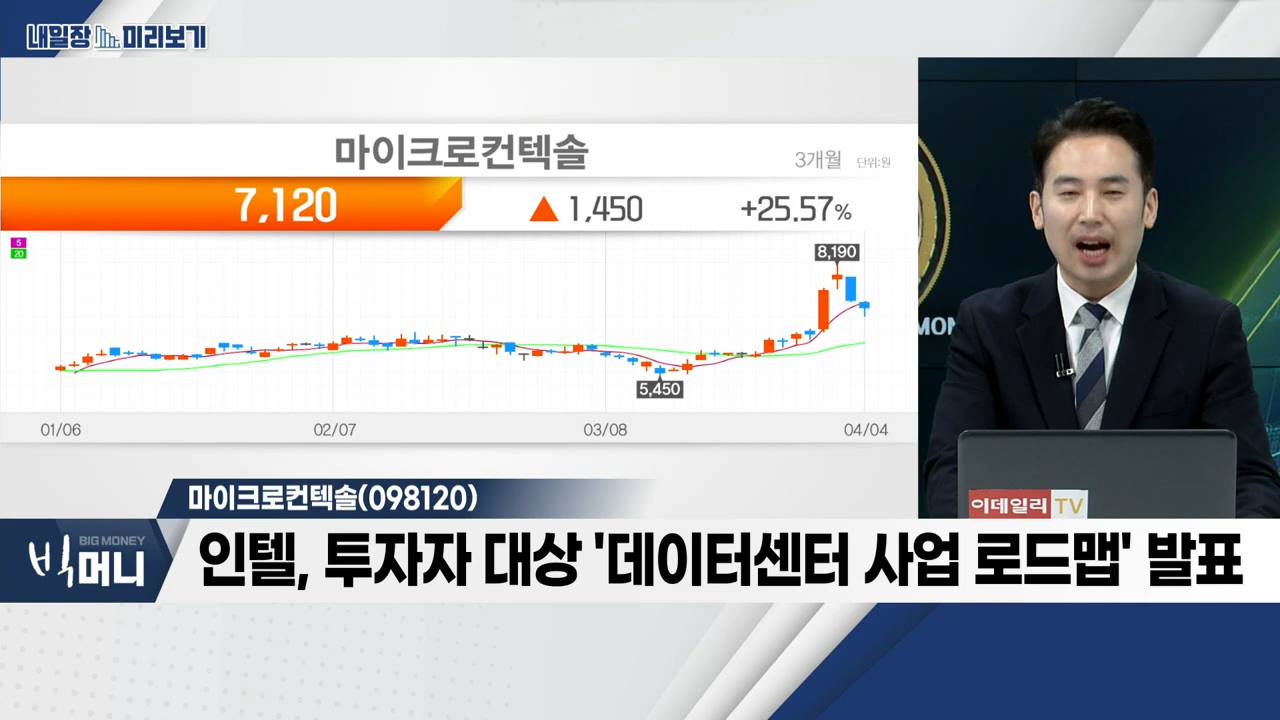 내일장 미리보기
마이크로컨텍솔
3개월 단위:원
7,120 ▲ 1,450 +25.57%
5
20
8,190
5,450
01/06 02/07 03/08 04/04
MON
이데일리 TV
마이크로컨텍솔(098120)
BIG MONEY
빅머니
인텔, 투자자 대상 '데이터센터 사업 로드맵' 발표